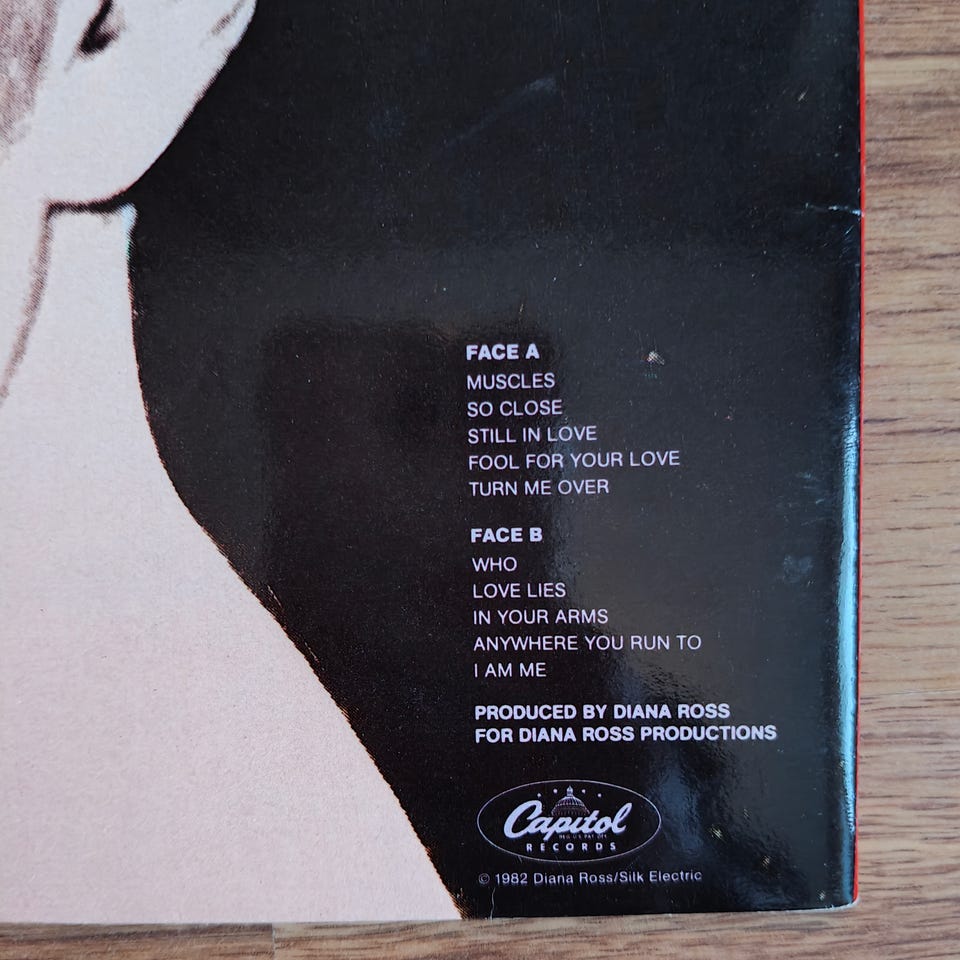 FACE A
MUSCLES
SO CLOSE
STILL IN LOVE
FOOL FOR YOUR LOVE
TURN ME OVER
FACE B
WHO
LOVE LIES
IN YOUR ARMS
ANYWHERE YOU RUN TO
I AM ME
PRODUCED BY DIANA ROSS
FOR DIANA ROSS PRODUCTIONS
Capitol
RECORDS
© 1982 Diana Ross/Silk Electric